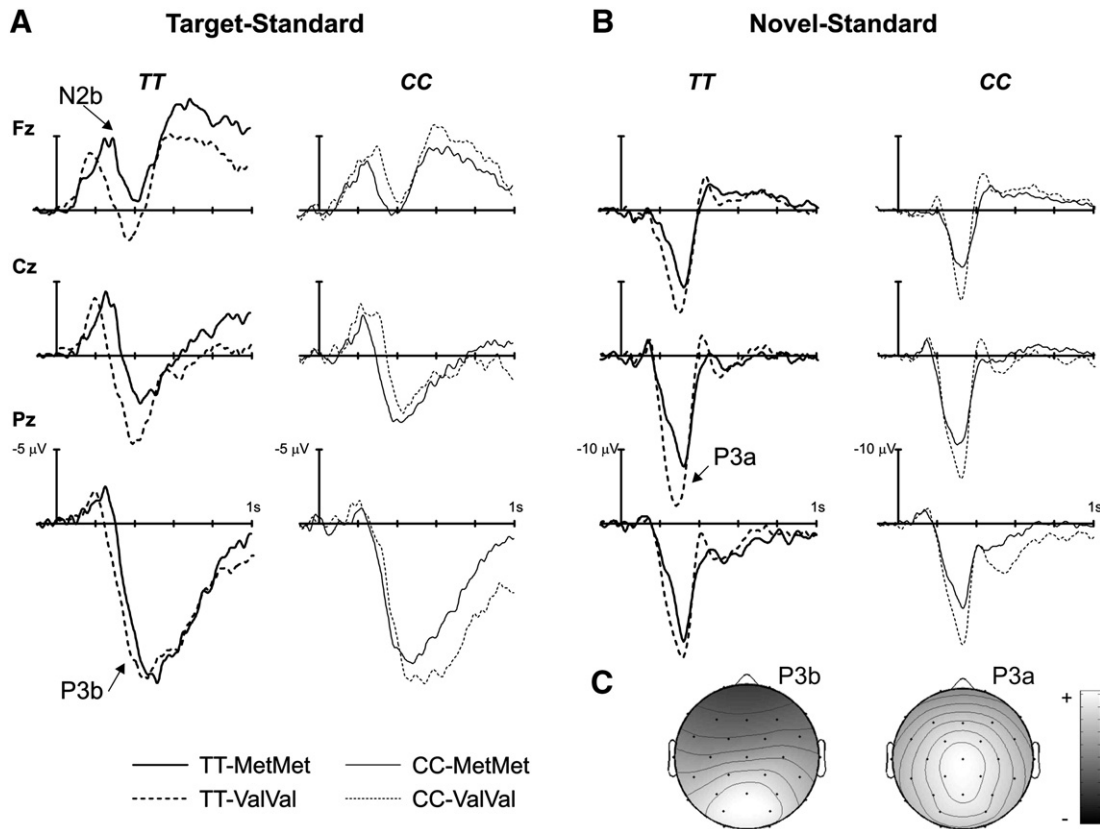 A Target-Standard
B Novel-Standard
TT CC
TT CC
N2b
Fz
Cz
Pz
-5 µV -5 µV
1s 1s
-10 µV -10 µV
1s 1s
P3a
P3b
C
P3b P3a
+
-
TT-MetMet CC-MetMet
TT-ValVal CC-ValVal